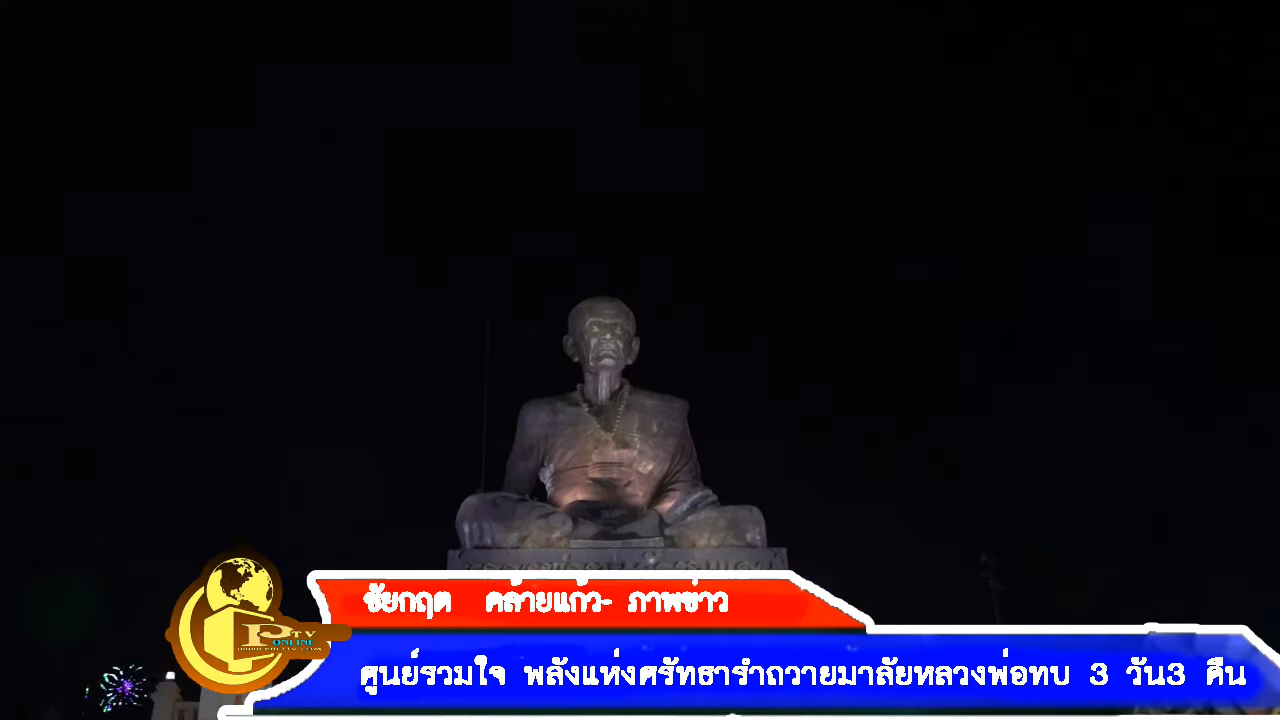 ชัยกฤต คล้ายแก้ว- ภาพข่าว
PTV
ONLINE
ศูนย์รวมใจ พลังแห่งศรัทธารำถวายมาลัยหลวงพ่อทบ 3 วัน3 คืน